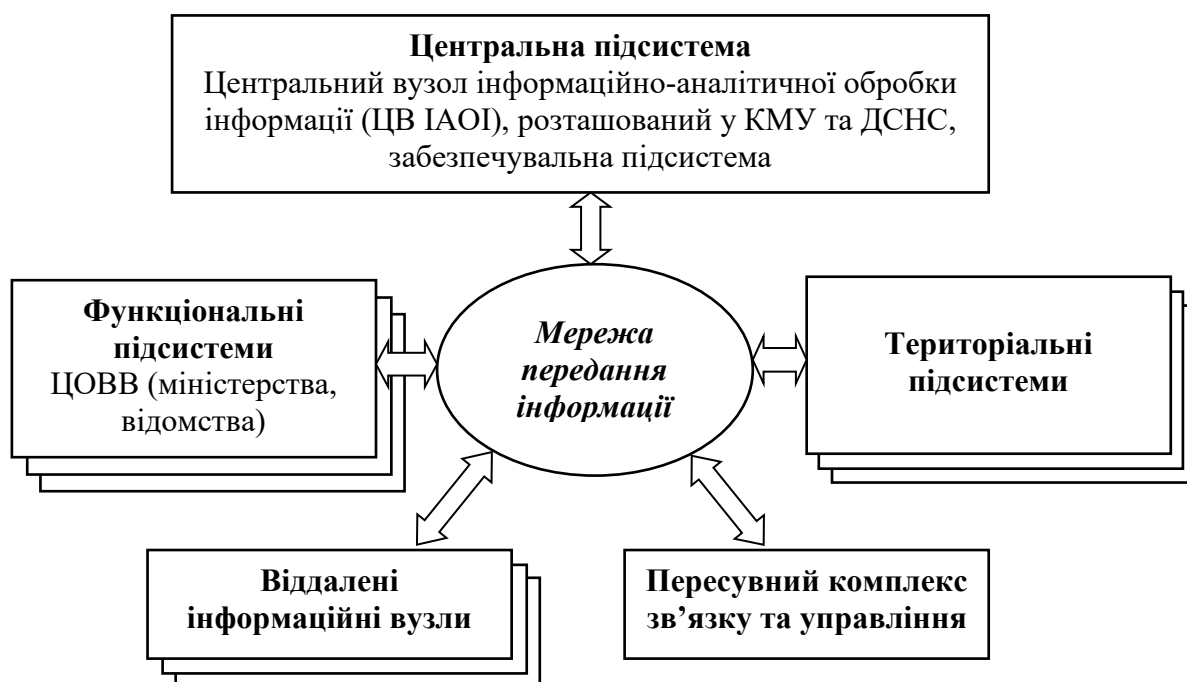 Центральна підсистема
Центральний вузол інформаційно-аналітичної обробки
інформації (ЦВ ІАОІ), розташований у КМУ та ДСНС,
забезпечувальна підсистема
Функціональні
підсистеми
ЦОВВ (міністерства,
відомства)
Мережа
передання
інформації
Територіальні
підсистеми
Віддалені
інформаційні вузли
Пересувний комплекс
зв’язку та управління